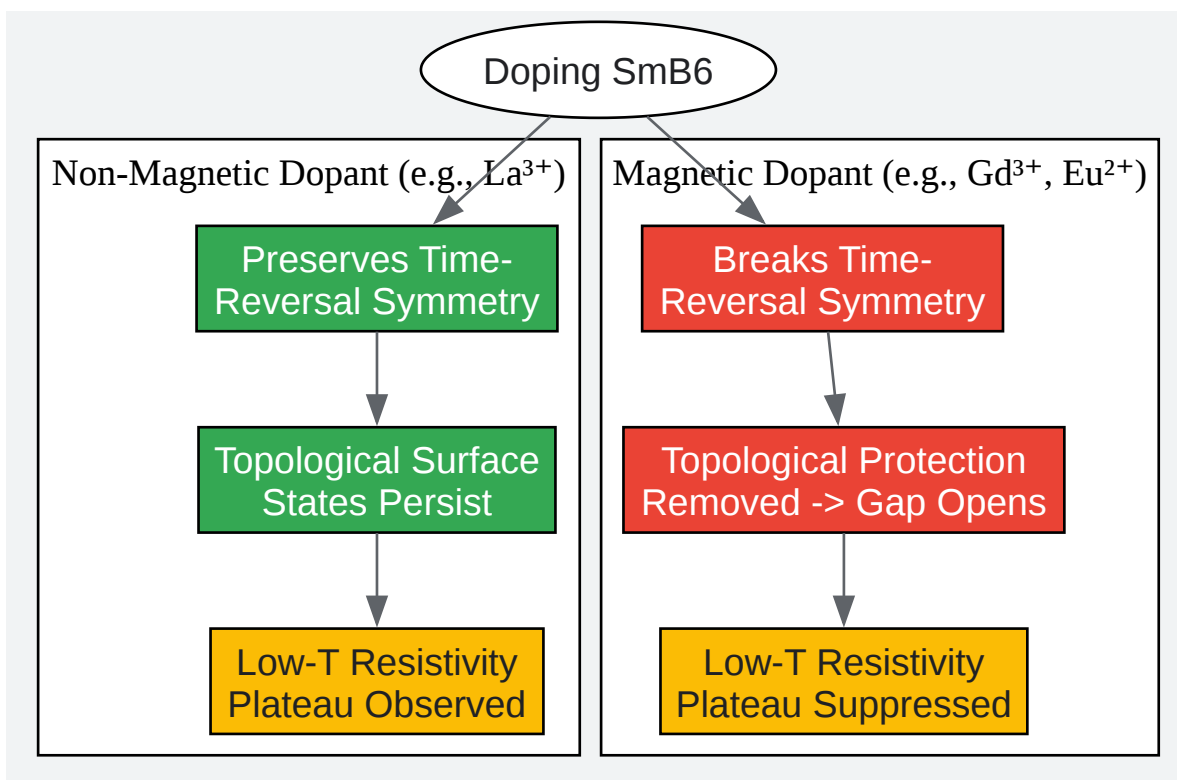 Doping SmB6
Non-Magnetic Dopant (e.g., La³⁺)
Preserves Time-
Reversal Symmetry
Topological Surface
States Persist
Low-T Resistivity
Plateau Observed
Magnetic Dopant (e.g., Gd³⁺, Eu²⁺)
Breaks Time-
Reversal Symmetry
Topological Protection
Removed -> Gap Opens
Low-T Resistivity
Plateau Suppressed